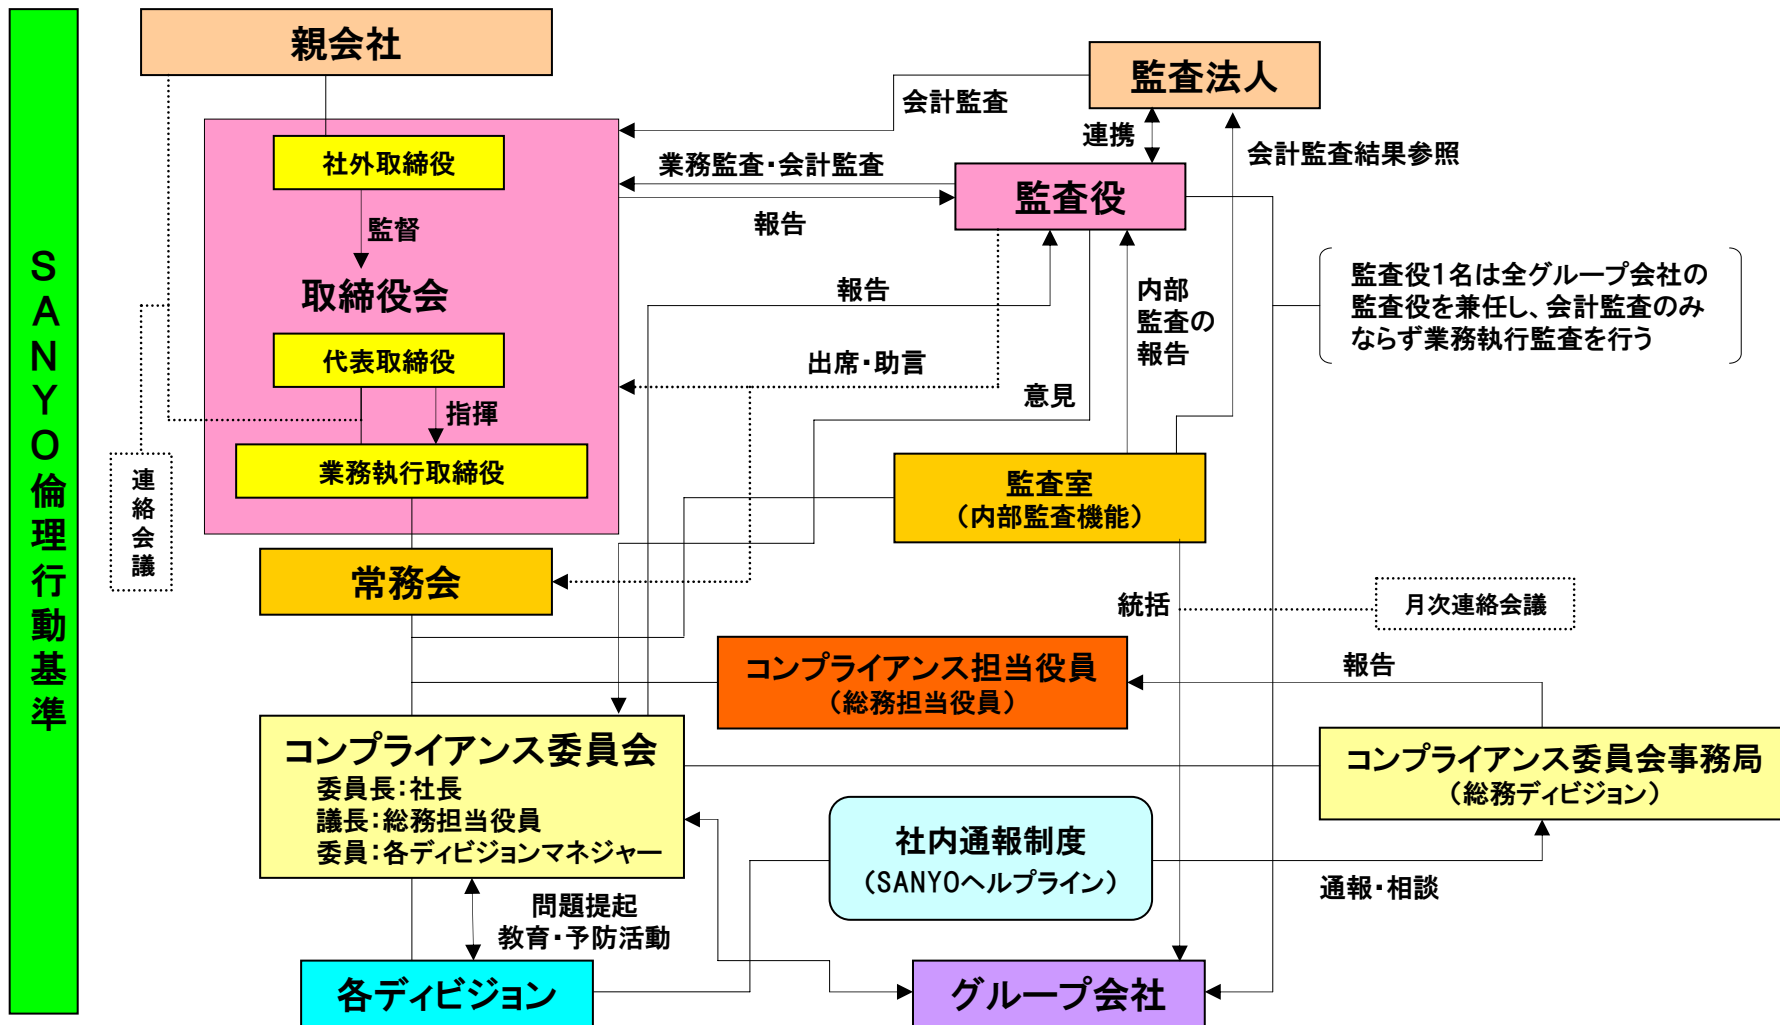 SANYO倫理行動基準
親会社
監査法人
会計監査
連携
会計監査結果参照
社外取締役
業務監査・会計監査
監査役
監督
報告
取締役会
報告
内部
監査の
報告
監査役1名は全グループ会社の
監査役を兼任し、会計監査のみ
ならず業務執行監査を行う
代表取締役
出席・助言
意見
指揮
業務執行取締役
連絡会議
監査室
(内部監査機能)
常務会
統括
月次連絡会議
コンプライアンス担当役員
(総務担当役員)
報告
コンプライアンス委員会
委員長:社長
議長:総務担当役員
委員:各ディビジョンマネジャー
コンプライアンス委員会事務局
(総務ディビジョン)
社内通報制度
(SANYOヘルプライン)
通報・相談
問題提起
教育・予防活動
各ディビジョン
グループ会社